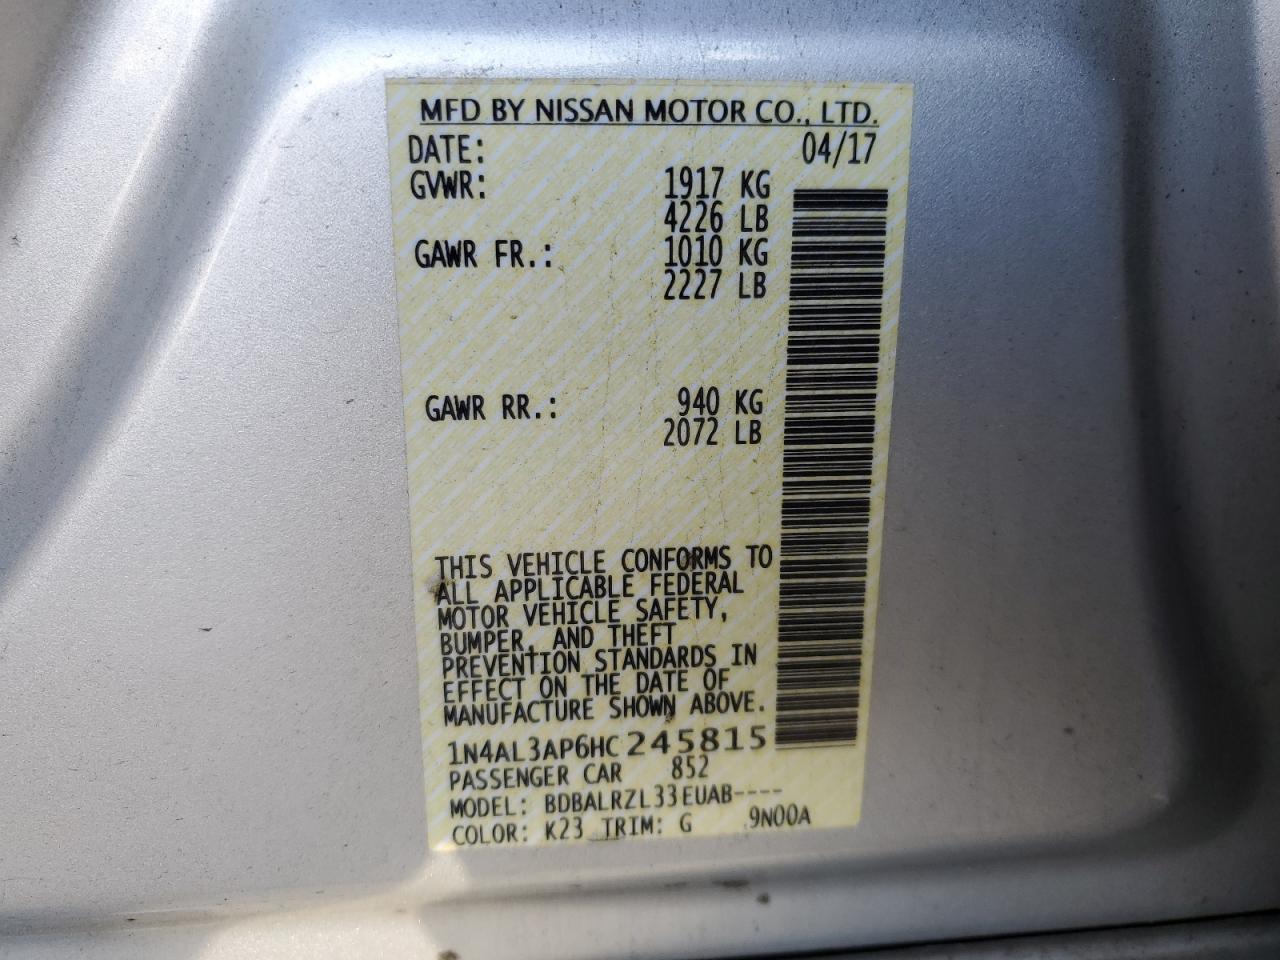 MFD BY NISSAN MOTOR CO., LTD.
DATE: 04/17
GVWR: 1917 KG
4226 LB
GAWR FR.: 1010 KG
2227 LB
GAWR RR.: 940 KG
2072 LB
THIS VEHICLE CONFORMS TO
ALL APPLICABLE FEDERAL
MOTOR VEHICLE SAFETY,
BUMPER, AND THEFT
PREVENTION STANDARDS IN
EFFECT ON THE DATE OF
MANUFACTURE SHOWN ABOVE.
1N4AL3AP6HC245815
PASSENGER CAR 852
MODEL: BDBALRZL33EUAB----
COLOR: K23 TRIM: G 9N00A